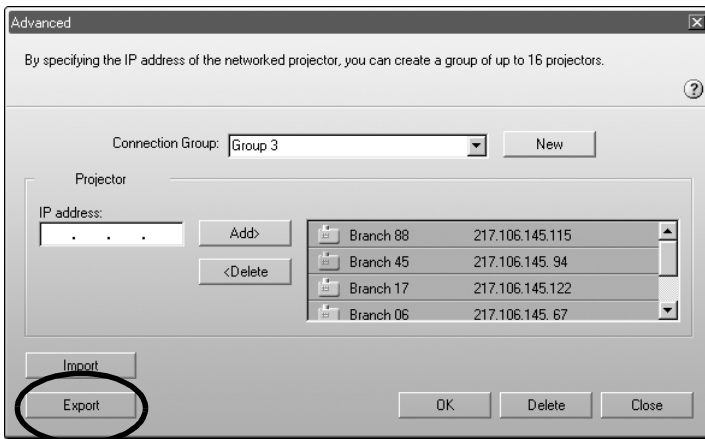 Advanced
By specifying the IP address of the networked projector, you can create a group of up to 16 projectors.
?
Connection Group: Group 3 New
Projector
IP address:
. . .
Add>
<Delete
Branch 88 217.106.145.115
Branch 45 217.106.145. 94
Branch 17 217.106.145.122
Branch 06 217.106.145. 67
Import
Export OK Delete Close